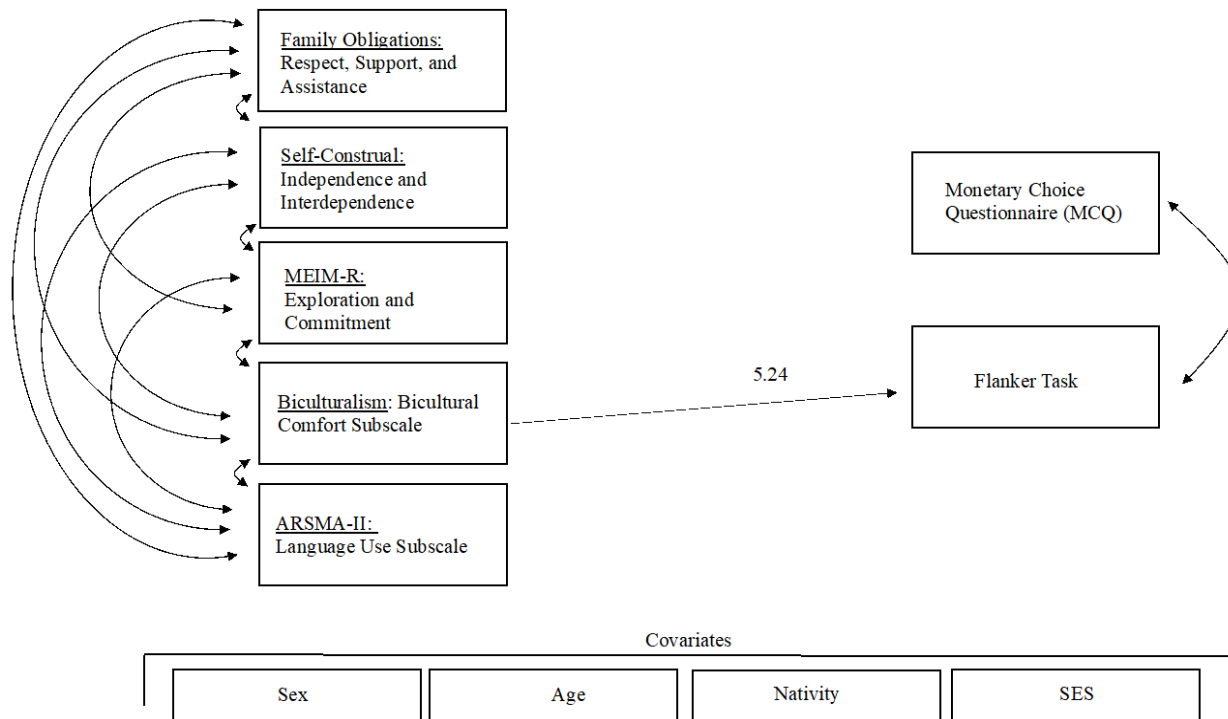 Family Obligations:
Respect, Support, and
Assistance
Self-Construal:
Independence and
Interdependence
MEIM-R:
Exploration and
Commitment
Biculturalism: Bicultural
Comfort Subscale
ARSMA-II:
Language Use Subscale
Monetary Choice
Questionnaire (MCQ)
5.24
Flanker Task
Covariates
Sex
Age
Nativity
SES